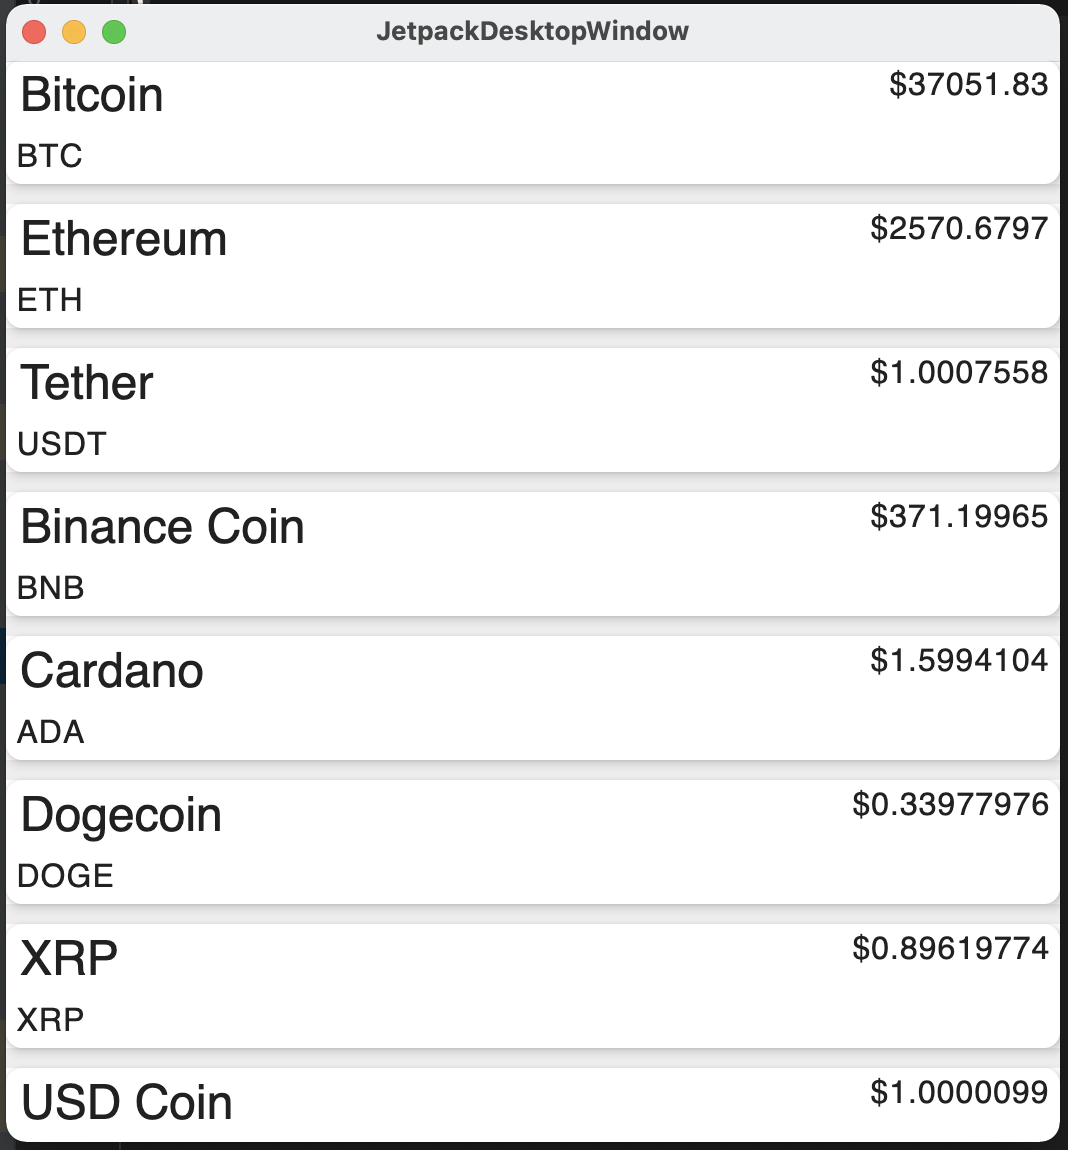 JetpackDesktopWindow
Bitcoin $37051.83
BTC
Ethereum $2570.6797
ETH
Tether $1.0007558
USDT
Binance Coin $371.19965
BNB
Cardano $1.5994104
ADA
Dogecoin $0.33977976
DOGE
XRP $0.89619774
XRP
USD Coin $1.0000099